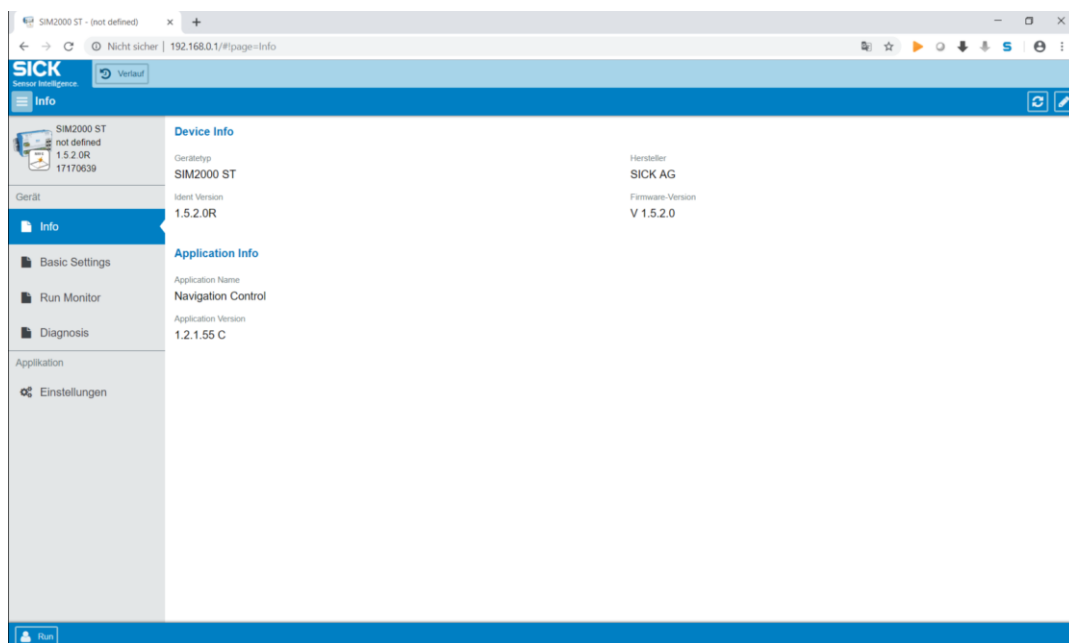 SIM2000 ST - (not defined)
Nicht sicher | 192.168.0.1/#!page=Info
SICK
Sensor Intelligence.
Verlauf
Info
SIM2000 ST
not defined
1.5.2.0R
17170639
Gerät
Info
Basic Settings
Run Monitor
Diagnosis
Applikation
Einstellungen
Device Info
Gerätetyp
SIM2000 ST
Hersteller
SICK AG
Ident Version
1.5.2.0R
Firmware-Version
V 1.5.2.0
Application Info
Application Name
Navigation Control
Application Version
1.2.1.55 C
Run